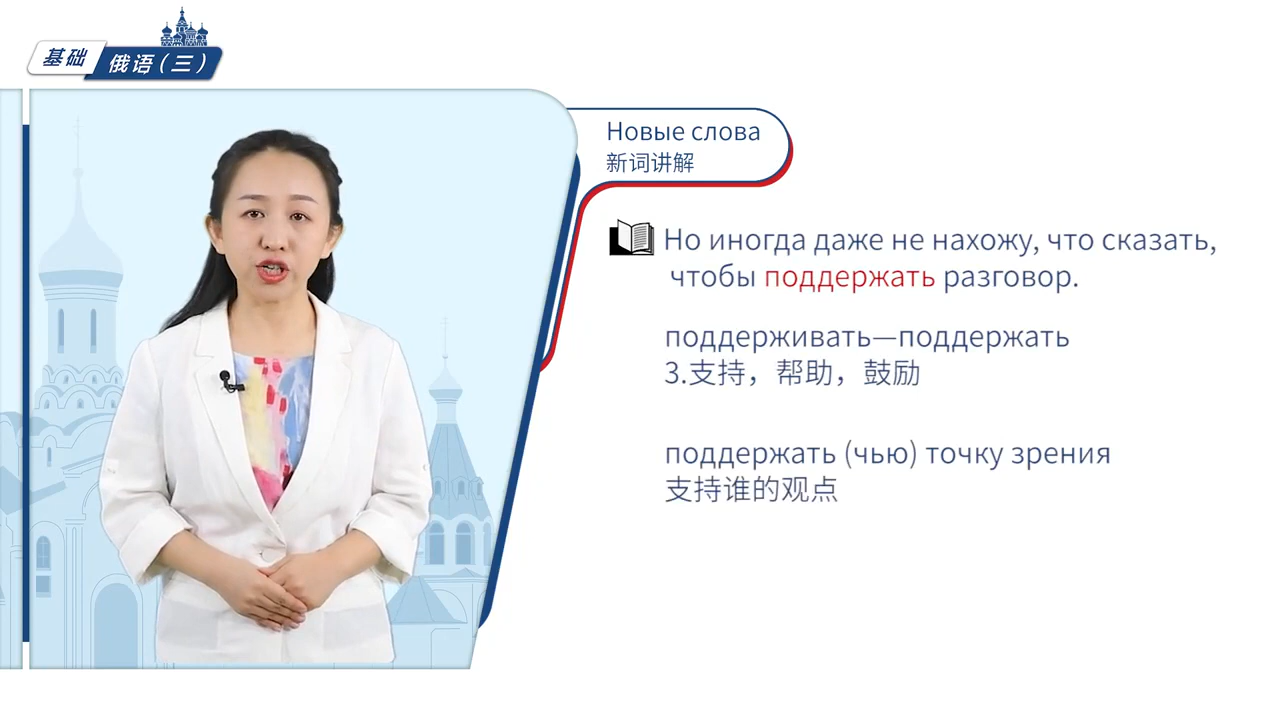 基础
俄语(三)
Новые слова
新词讲解
Но иногда даже не нахожу, что сказать,
чтобы поддержать разговор.
поддерживать—поддержать
3.支持，帮助，鼓励
поддержать (чью) точку зрения
支持谁的观点